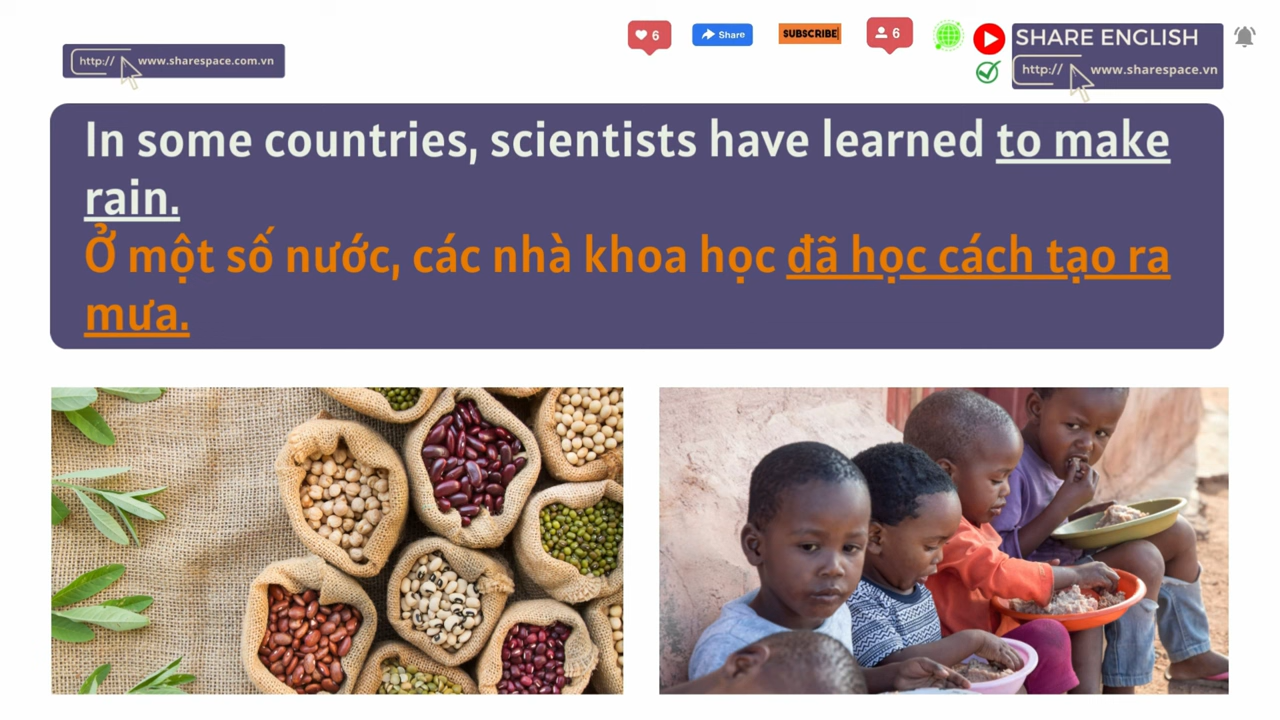 6
Share
SUBSCRIBE
6
SHARE ENGLISH
http://
www.sharespace.com.vn
http://
www.sharespace.vn
In some countries, scientists have learned to make
rain.
Ở một số nước, các nhà khoa học đã học cách tạo ra
mưa.